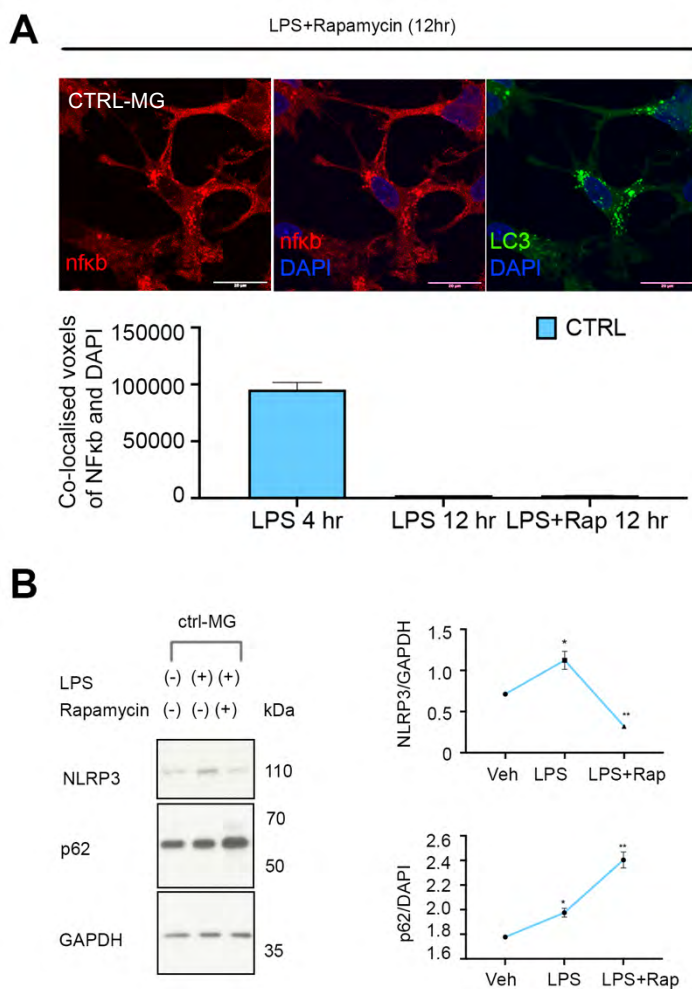 A
LPS+Rapamycin (12hr)
CTRL-MG
nfκb
nfκb
DAPI
LC3
DAPI
CTRL
Co-localised voxels
of NFκb and DAPI
150000
100000
50000
0
LPS 4 hr LPS 12 hr LPS+Rap 12 hr
B
ctrl-MG
LPS (-) (+) (+)
Rapamycin (-) (-) (+) kDa
NLRP3 110
p62 70
50
GAPDH 35
NLRP3/GAPDH
1.5
1.0
0.5
0
*
**
Veh LPS LPS+Rap
p62/DAPI
2.4
2.6
2.2
2.0
1.8
1.6
*
**
Veh LPS LPS+Rap